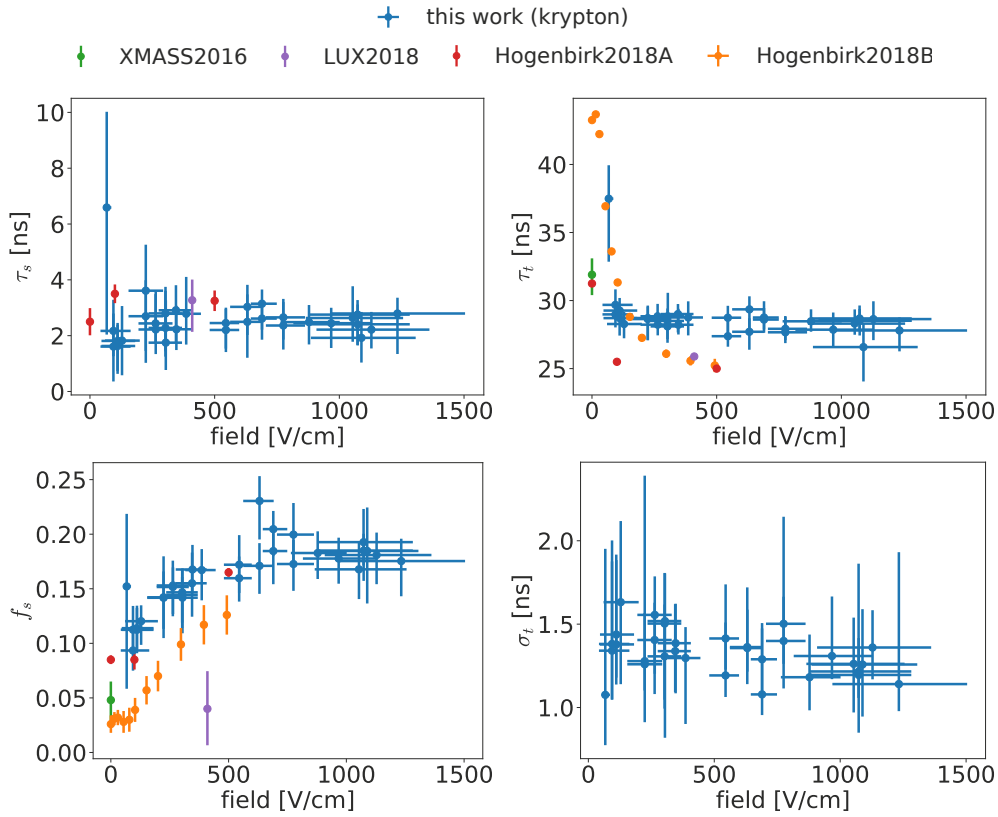 this work (krypton)
XMASS2016 LUX2018 Hogenbirk2018A Hogenbirk2018B
10
8
6
4
2
0
τs [ns]
0 500 1000 1500
field [V/cm]
40
35
30
25
τt [ns]
0 500 1000 1500
field [V/cm]
0.25
0.20
0.15
0.10
0.05
0.00
fs
0 500 1000 1500
field [V/cm]
2.0
1.5
1.0
σt [ns]
0 500 1000 1500
field [V/cm]